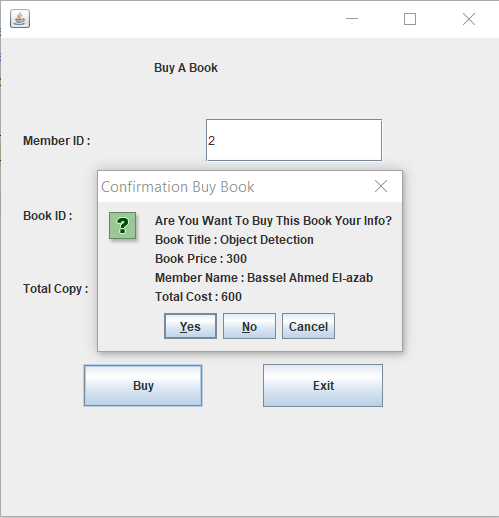 Buy A Book
Member ID :
2
Confirmation Buy Book
Book ID :
Are You Want To Buy This Book Your Info?
Book Title : Object Detection
Book Price : 300
Member Name : Bassel Ahmed El-azab
Total Copy :
Total Cost : 600
Yes
No
Cancel
Buy
Exit